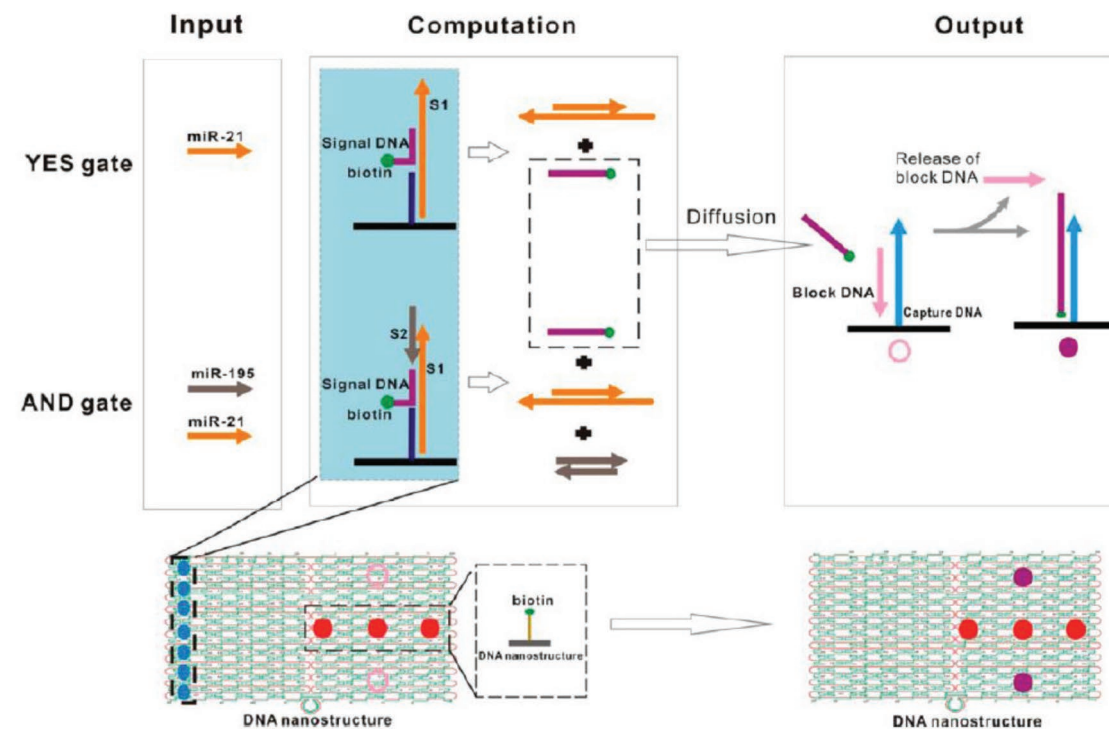 Input
Computation
Output
YES gate
miR-21
S1
Signal DNA
biotin
Diffusion
Release of
block DNA
Block DNA
Capture DNA
AND gate
miR-195
miR-21
S2
S1
Signal DNA
biotin
biotin
DNA nanostructure
DNA nanostructure
DNA nanostructure